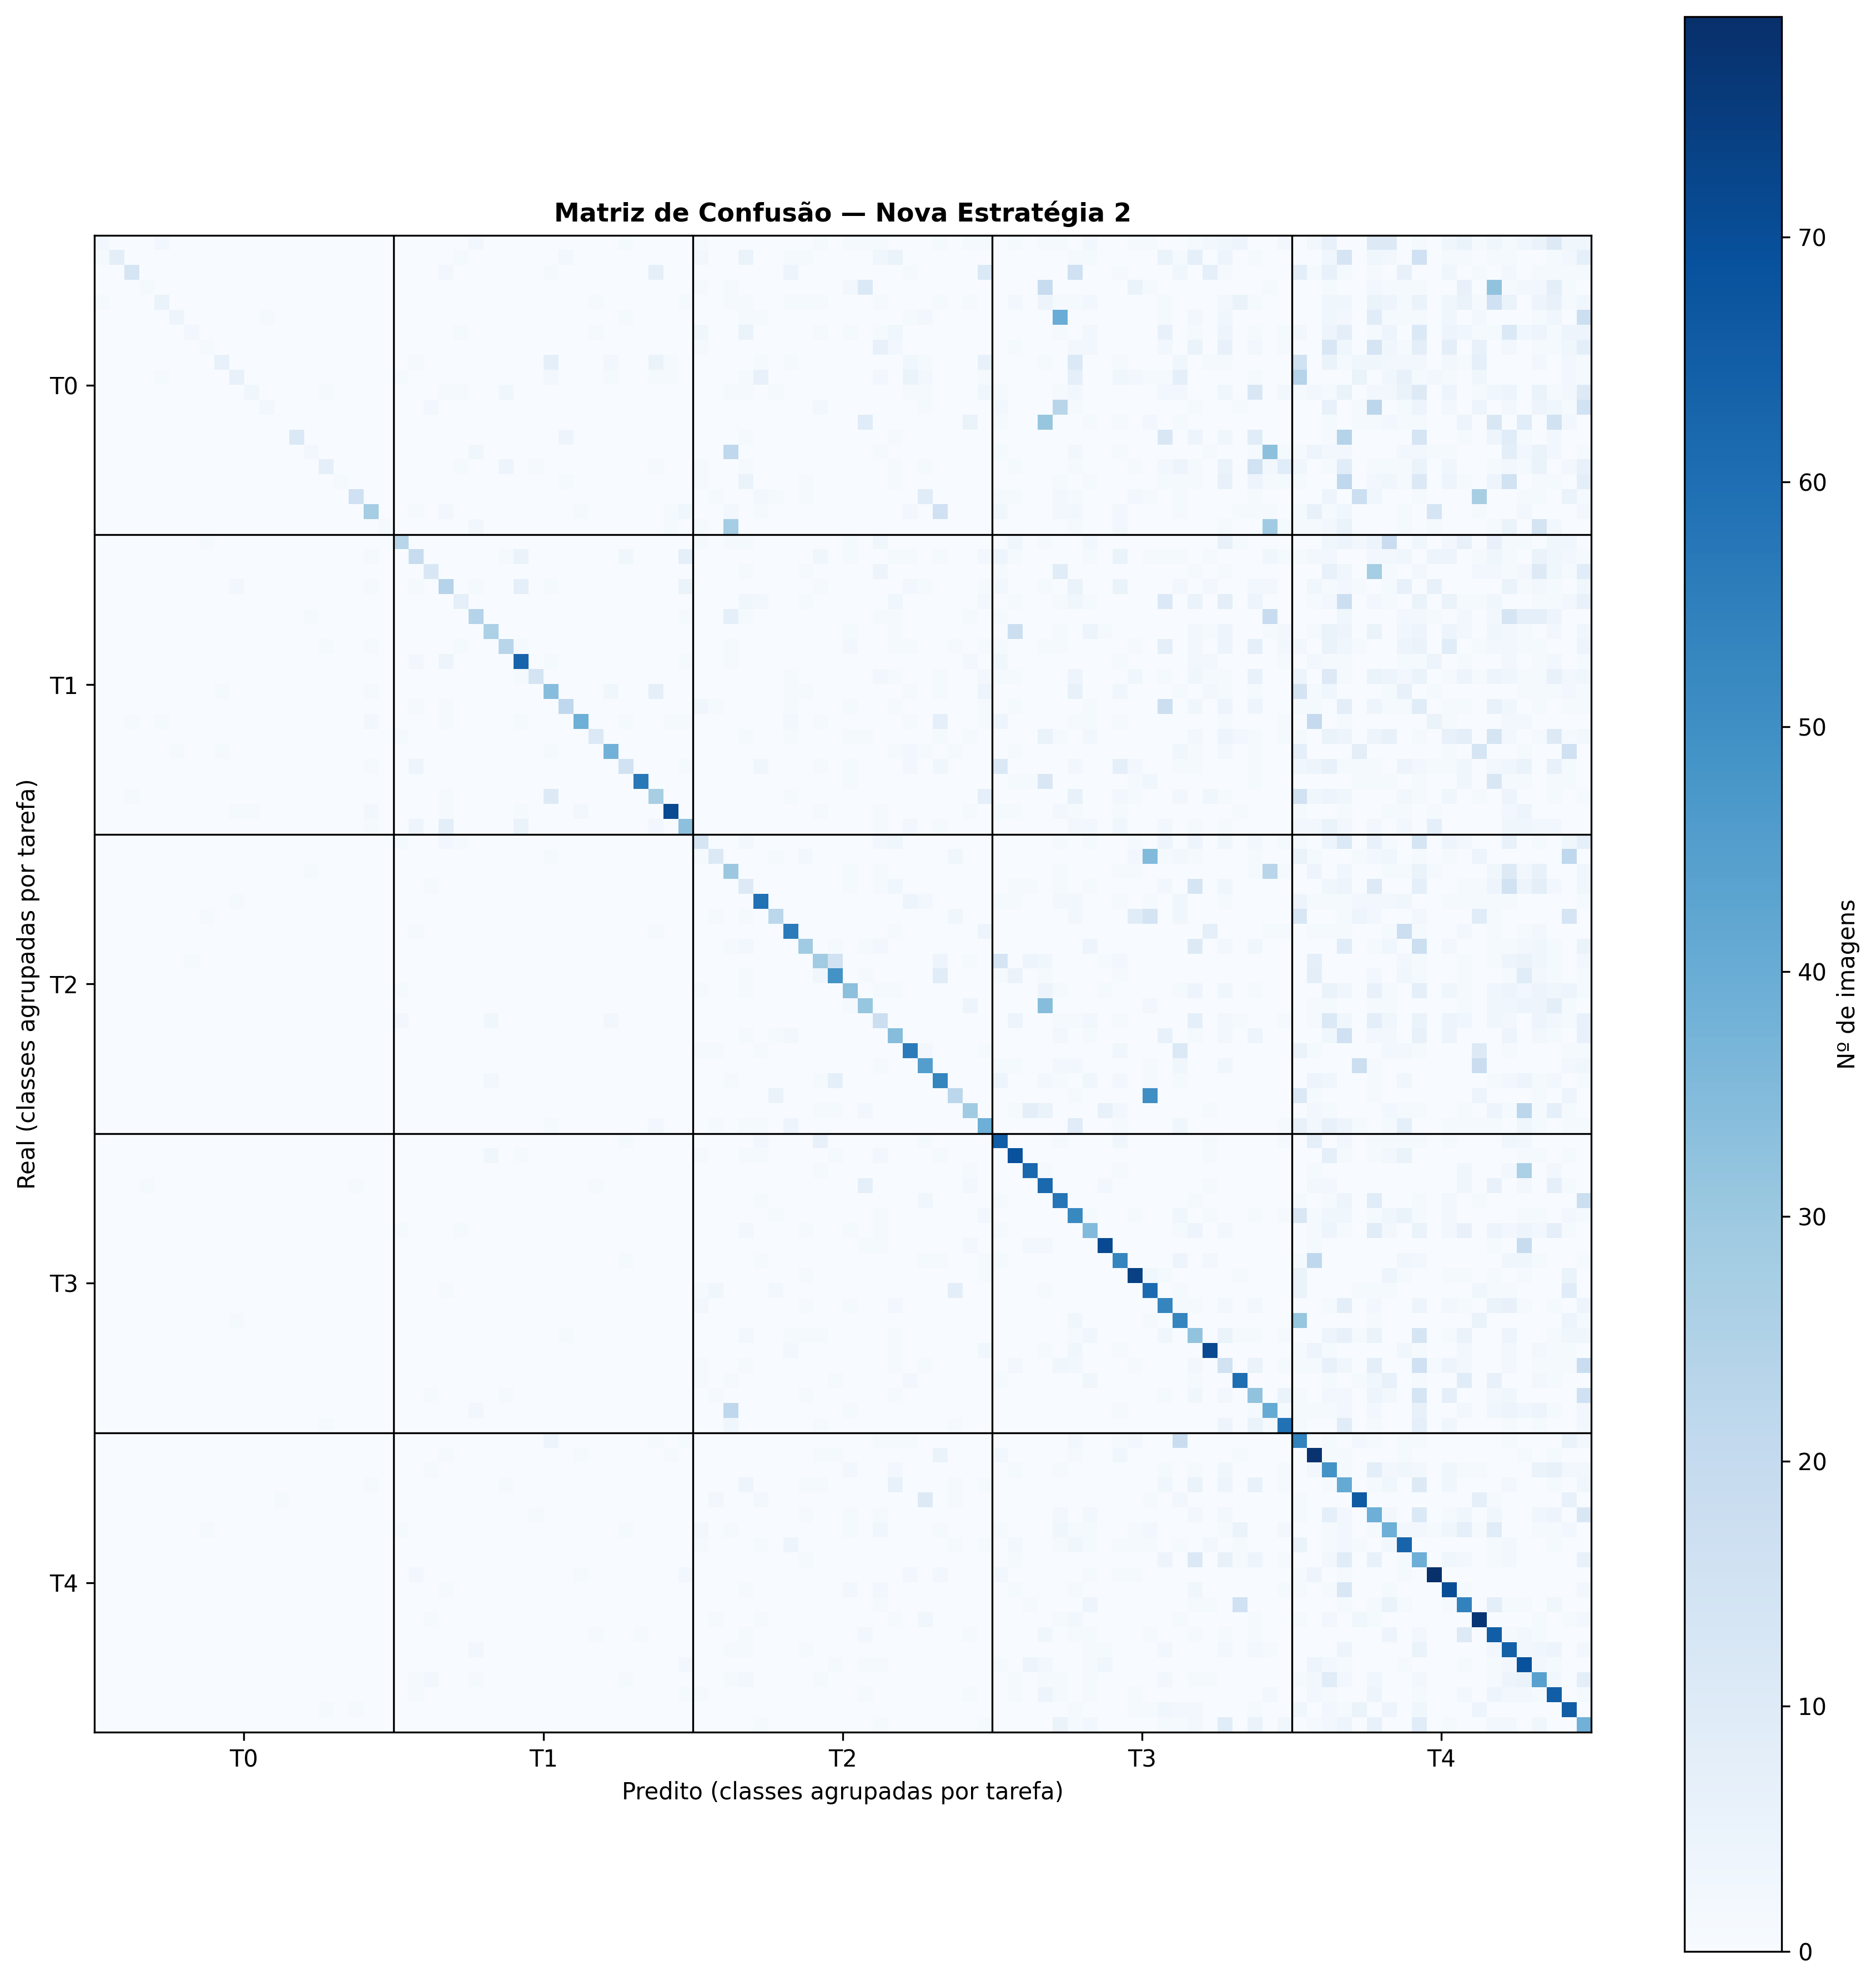 Matriz de Confusão — Nova Estratégia 2
T0
T1
T2
T3
T4
Real (classes agrupadas por tarefa)
T0
T1
T2
T3
T4
Predito (classes agrupadas por tarefa)
70
60
50
40
30
20
10
0
Nº de imagens